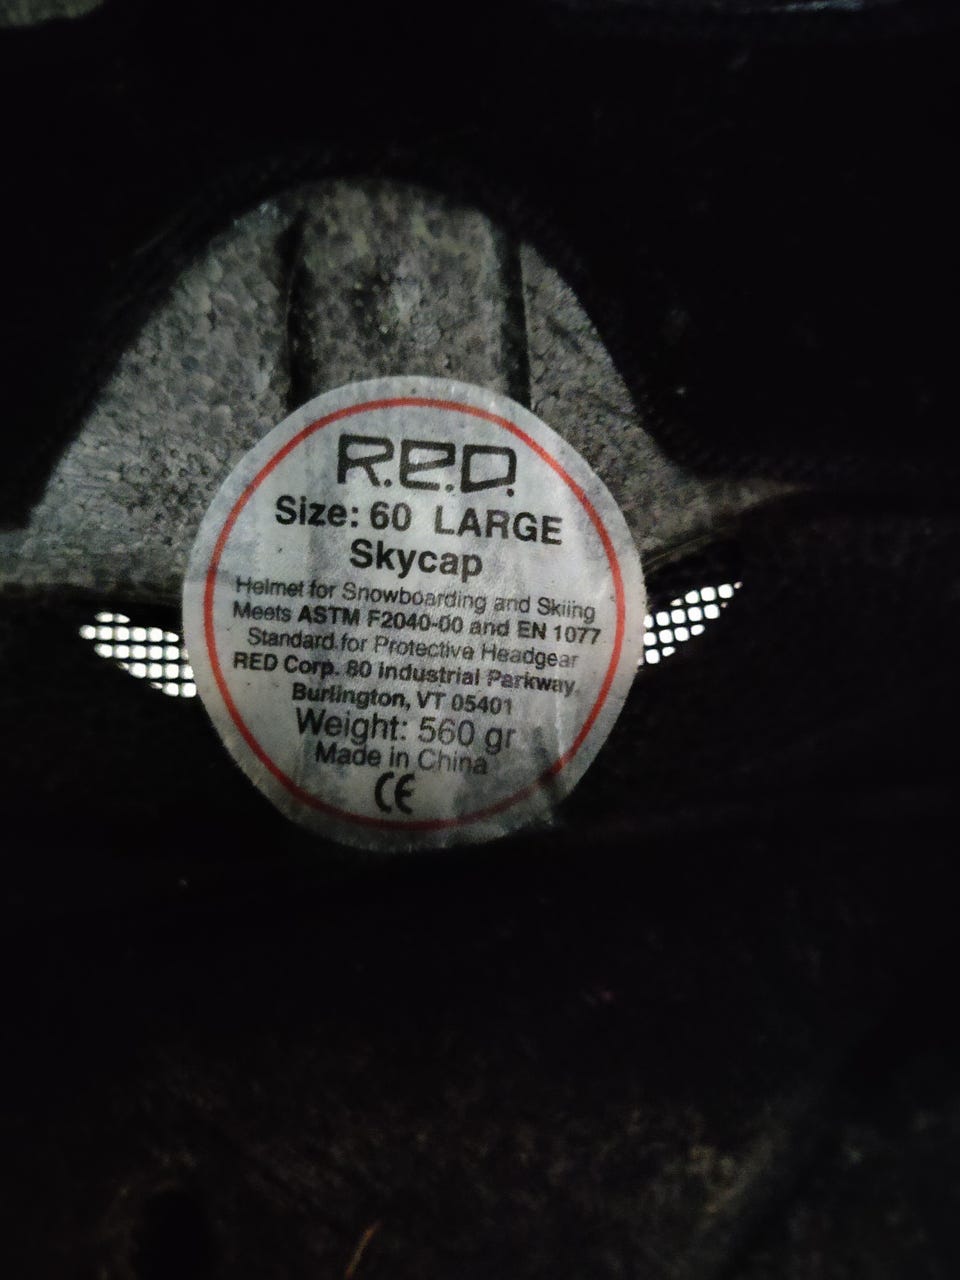 R.E.D.
Size: 60 LARGE
Skycap
Helmet for Snowboarding and Skiing
Meets ASTM F2040-00 and EN 1077
Standard for Protective Headgear
RED Corp. 80 Industrial Parkway,
Burlington, VT 05401
Weight: 560 gr
Made in China
CE